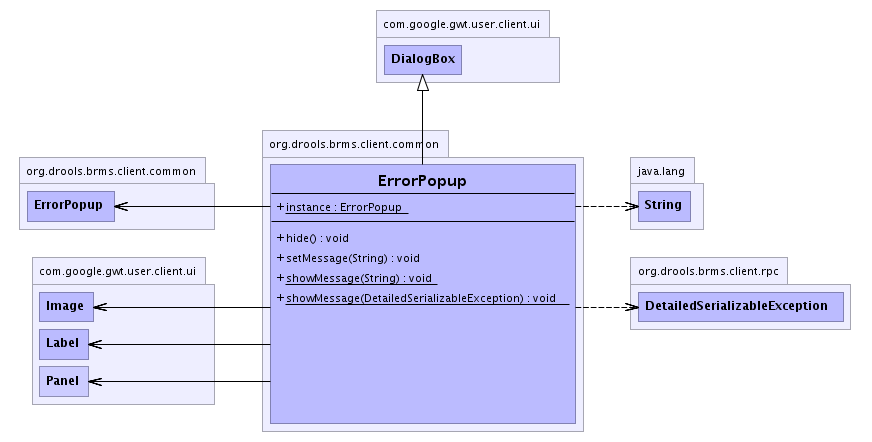 com.google.gwt.user.client.ui
DialogBox
org.drools.brms.client.common
ErrorPopup
+ instance : ErrorPopup
+ hide() : void
+ setMessage(String) : void
+ showMessage(String) : void
+ showMessage(DetailedSerializableException) : void
org.drools.brms.client.common
ErrorPopup
com.google.gwt.user.client.ui
Image
Label
Panel
java.lang
String
org.drools.brms.client.rpc
DetailedSerializableException